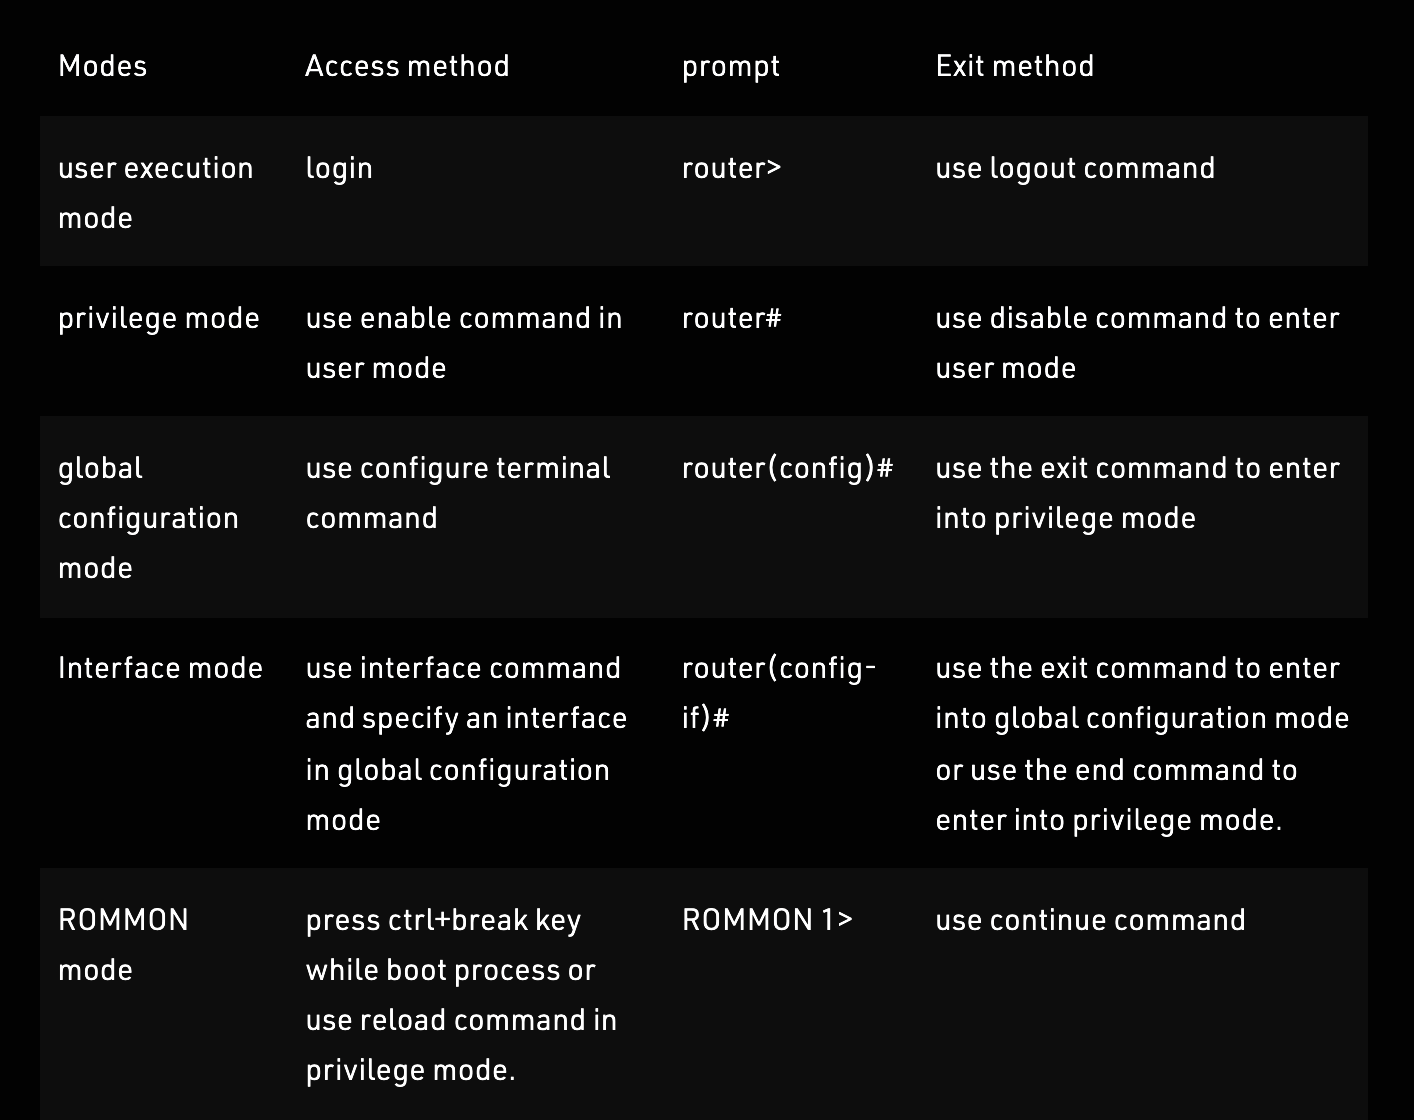 Modes Access method prompt Exit method
user execution login router> use logout command
mode
privilege mode use enable command in router# use disable command to enter
user mode user mode
global use configure terminal router(config)# use the exit command to enter
configuration command into privilege mode
mode
Interface mode use interface command router(config- use the exit command to enter
and specify an interface if)# into global configuration mode
in global configuration or use the end command to
mode enter into privilege mode.
ROMMON press ctrl+break key ROMMON 1> use continue command
mode while boot process or
use reload command in
privilege mode.